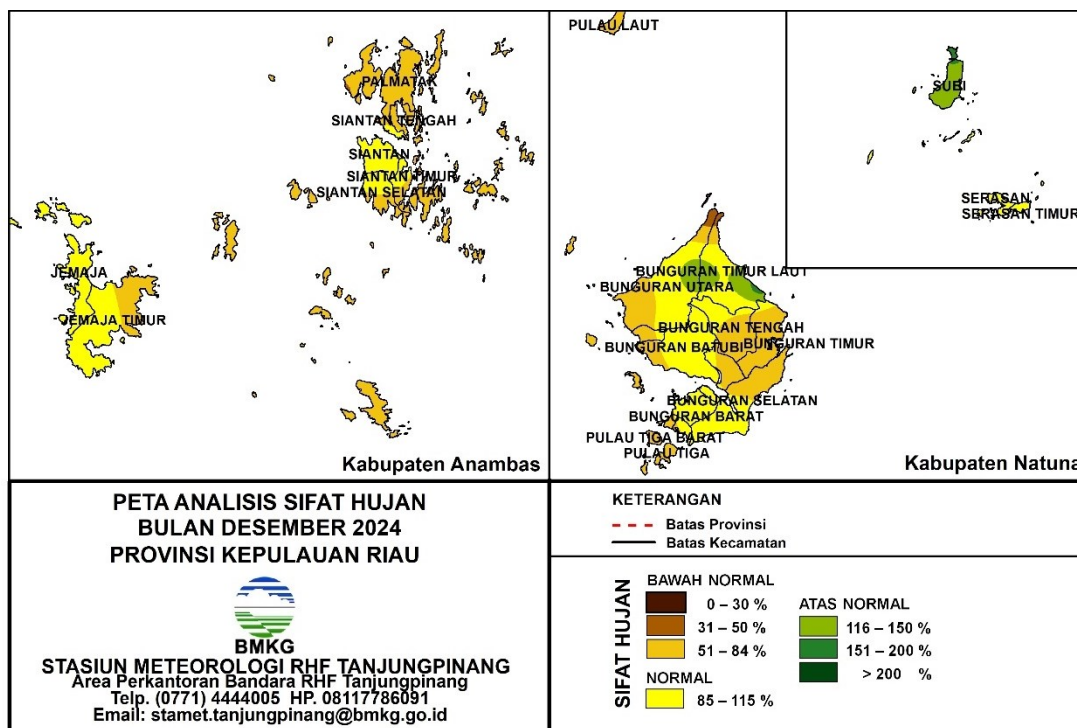 PALMATAK
SIANTAN TENGAH
SIANTAN
SIANTAN TIMUR
SIANTAN SELATAN
JEMAJA
JEMAJA TIMUR
Kabupaten Anambas
PULAU LAUT
SUBI
SERASAN
SERASAN TIMUR
BUNGURAN TIMUR LAUT
BUNGURAN UTARA
BUNGURAN TENGAH
BUNGURAN TIMUR
BUNGURAN BATUBI
BUNGURAN SELATAN
BUNGURAN BARAT
PULAU TIGA BARAT
PULAU TIGA
Kabupaten Natuna
PETA ANALISIS SIFAT HUJAN
BULAN DESEMBER 2024
PROVINSI KEPULAUAN RIAU
BMKG
STASIUN METEOROLOGI RHF TANJUNGPINANG
Area Perkantoran Bandara RHF Tanjungpinang
Telp. (0771) 4444005 HP. 08117786091
Email: stamet.tanjungpinang@bmkg.go.id
KETERANGAN
Batas Provinsi
Batas Kecamatan
SIFAT HUJAN
BAWAH NORMAL
0 – 30 %
31 – 50 %
51 – 84 %
NORMAL
85 – 115 %
ATAS NORMAL
116 – 150 %
151 – 200 %
> 200 %